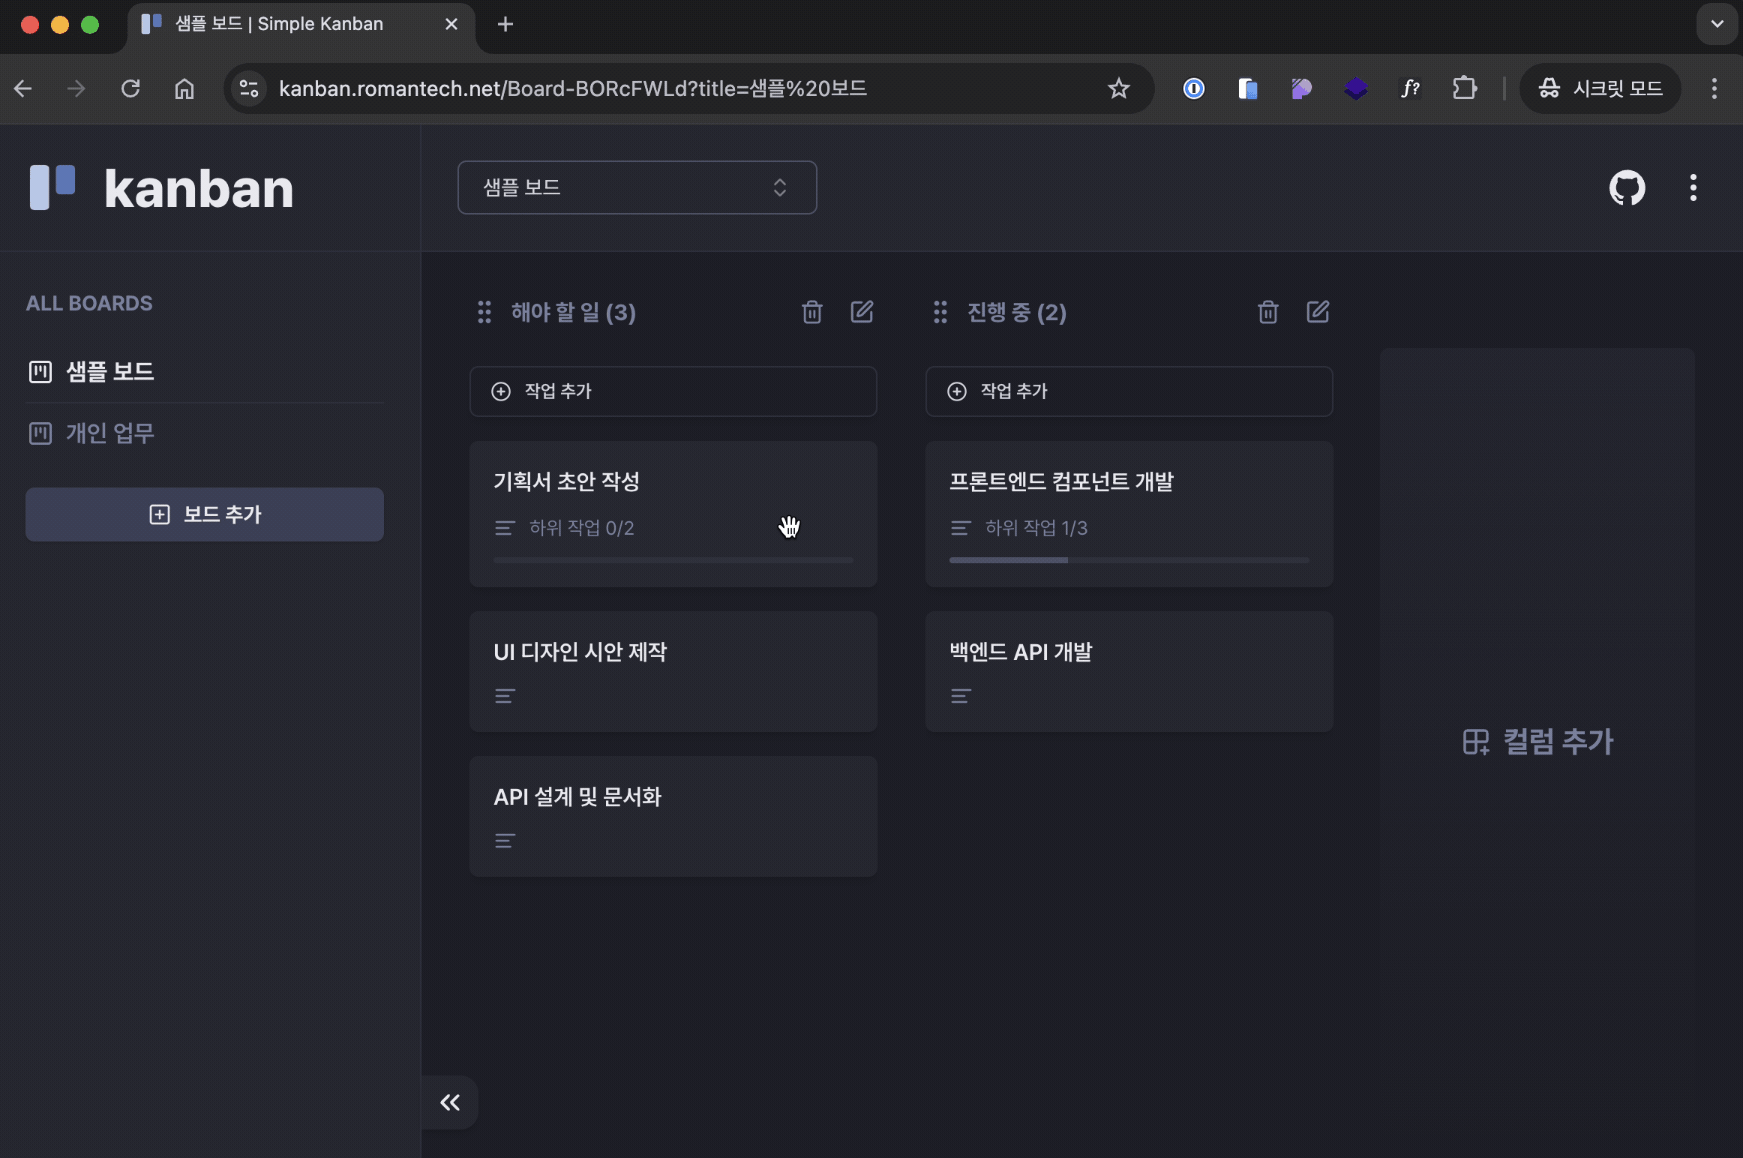 샘플 보드 | Simple Kanban
kanban.romantech.net/Board-BORcFWLd?title=샘플%20보드
f?
시크릿 모드
kanban
샘플 보드
ALL BOARDS
샘플 보드
개인 업무
보드 추가
해야 할 일 (3)
작업 추가
기획서 초안 작성
하위 작업 0/2
UI 디자인 시안 제작
API 설계 및 문서화
진행 중 (2)
작업 추가
프론트엔드 컴포넌트 개발
하위 작업 1/3
백엔드 API 개발
컬럼 추가